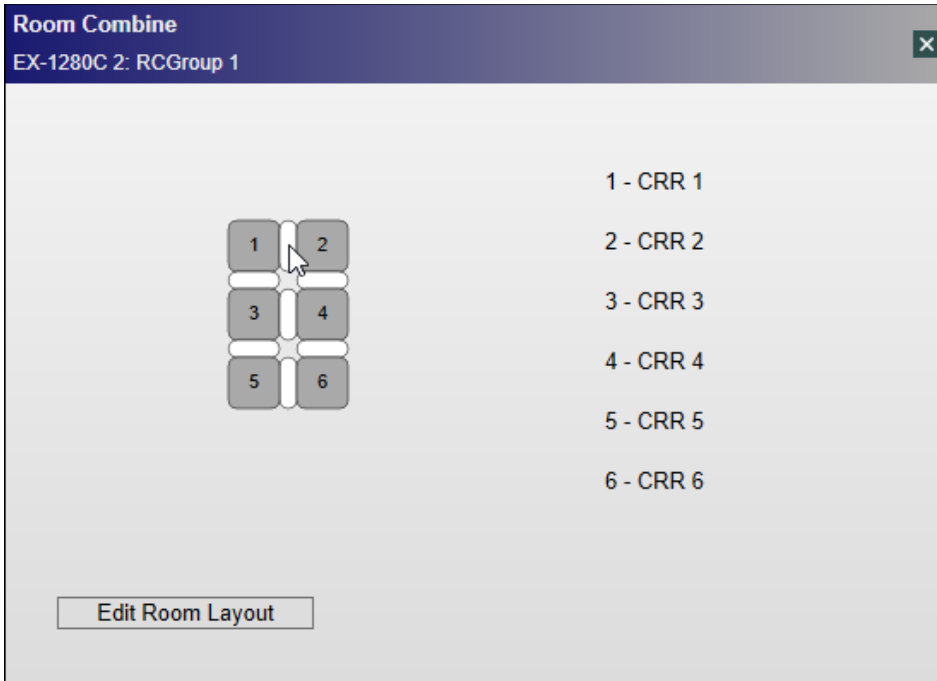 Room Combine
EX-1280C 2: RCGroup 1
1 2
3 4
5 6
1 - CRR 1
2 - CRR 2
3 - CRR 3
4 - CRR 4
5 - CRR 5
6 - CRR 6
Edit Room Layout